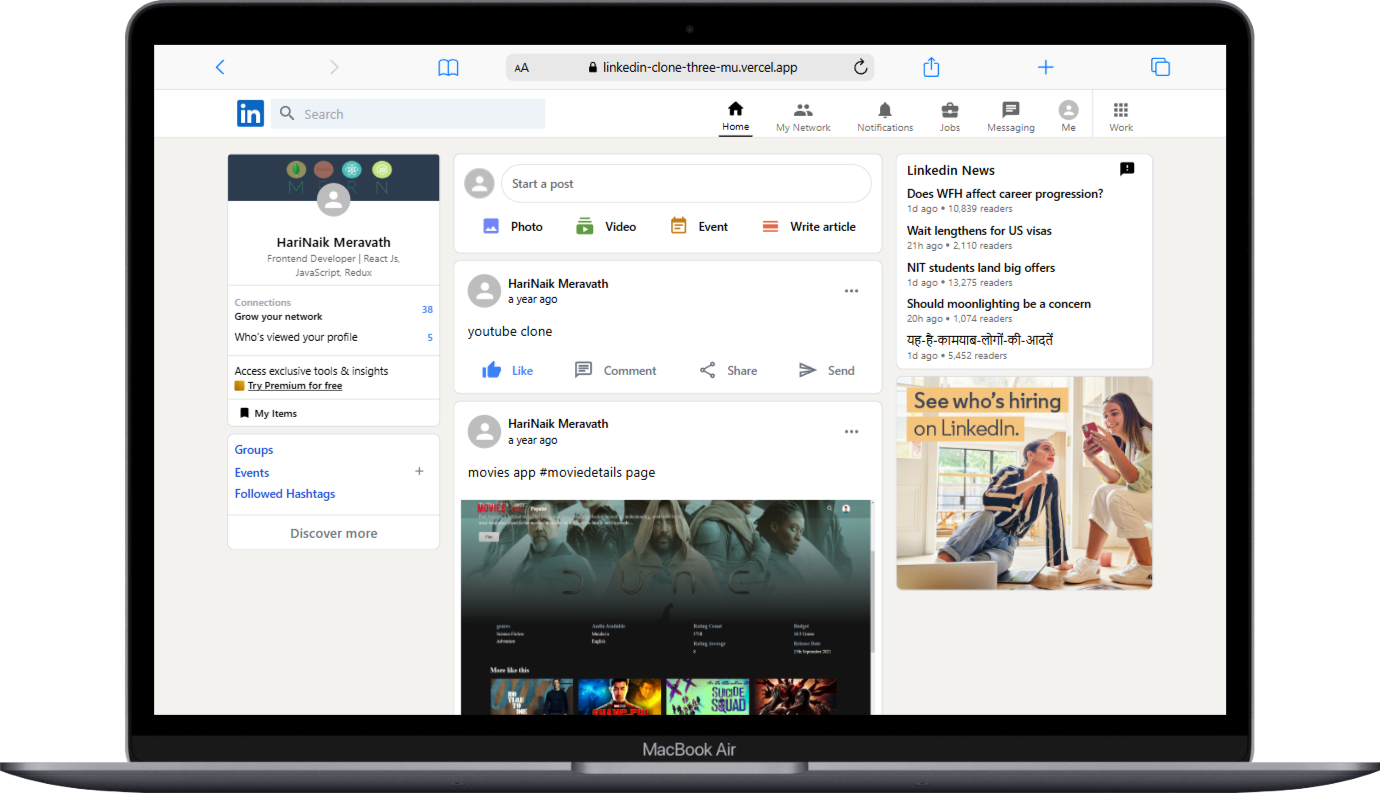 AA linkedin-clone-three-mu.vercel.app
in Search
Home My Network Notifications Jobs Messaging Me Work
M E R N
HariNaik Meravath
Frontend Developer | React Js,
JavaScript, Redux
Connections
Grow your network 38
Who's viewed your profile 5
Access exclusive tools & insights
Try Premium for free
My Items
Groups
Events +
Followed Hashtags
Discover more
Start a post
Photo Video Event Write article
HariNaik Meravath
a year ago
youtube clone
Like Comment Share Send
HariNaik Meravath
a year ago
movies app #moviedetails page
MOVIES Popular
Play
DUNE
genres Audio Available Rating Count Budget
Science Fiction
Adventure English
Rating Average Release Date
8 15th September 2021
More like this
NO
TIME
TO
DIE
SHANG-CHI
SUICIDE
SQUAD
Linkedin News
Does WFH affect career progression?
1d ago • 10,839 readers
Wait lengthens for US visas
21h ago • 2,110 readers
NIT students land big offers
1d ago • 13,275 readers
Should moonlighting be a concern
20h ago • 1,074 readers
यह-है-कामयाब-लोगों-की-आदतें
1d ago • 5,452 readers
See who's hiring
on LinkedIn.
MacBook Air